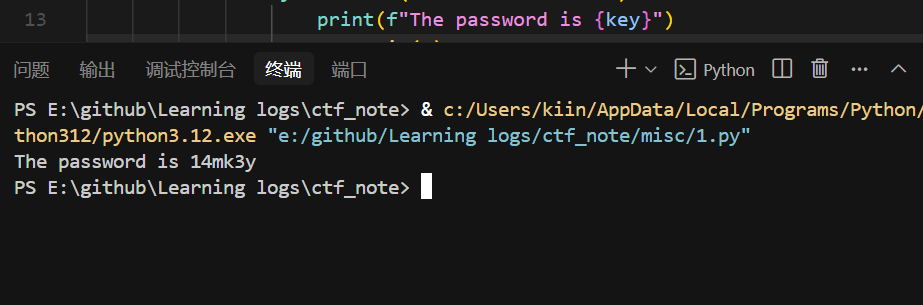 13 print(f"The password is {key}")
问题 输出 调试控制台 终端 端口 Python
PS E:\github\Learning logs\ctf_note> & c:/Users/kiin/AppData/Local/Programs/Python/
thon312/python3.12.exe "e:/github/Learning logs/ctf_note/misc/1.py"
The password is 14mk3y
PS E:\github\Learning logs\ctf_note>